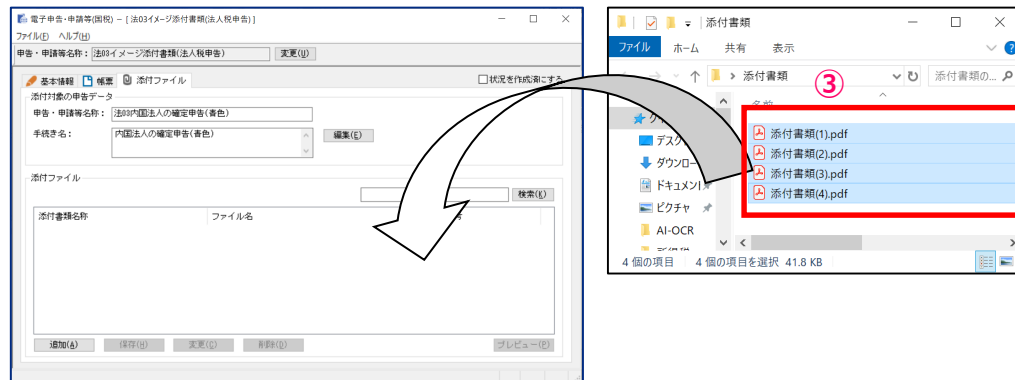 電子申告・申請等(国税) － [ 法03イメージ添付書類(法人税申告) ]
ファイル(F) ヘルプ(H)
申告・申請等名称： 法03イメージ添付書類(法人税申告) 変更(U)
基本情報 帳票 添付ファイル 状況を作成済にする
添付対象の申告データ
申告・申請等名称： 法03内国法人の確定申告(青色)
手続き名： 内国法人の確定申告(青色) 編集(E)
添付ファイル
検索(K)
添付書類名称 ファイル名
追加(A) 保存(H) 変更(C) 削除(D) プレビュー(P)
添付書類
ファイル ホーム 共有 表示
添付書類 添付書類の...
③
名前
デスク
ダウンロー
ドキュメント
ピクチャ
AI-OCR
添付書類(1).pdf
添付書類(2).pdf
添付書類(3).pdf
添付書類(4).pdf
4 個の項目 4 個の項目を選択 41.8 KB